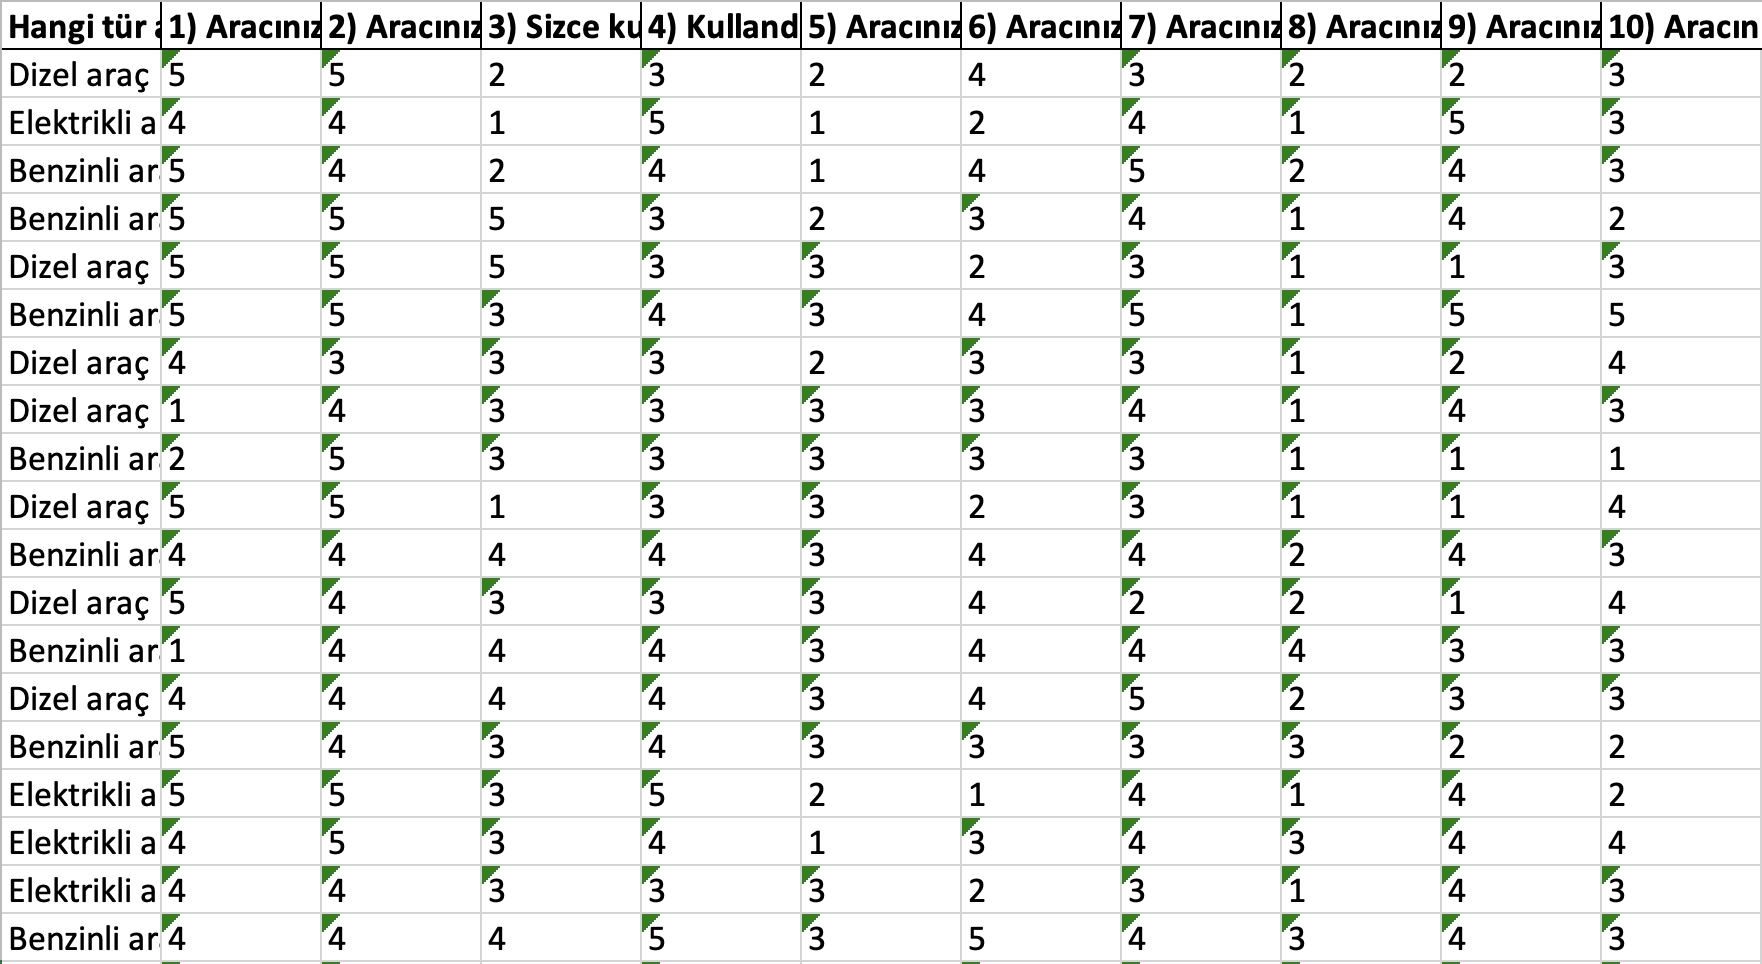 Hangi tür 1) Aracınız 2) Aracınız 3) Sizce ku 4) Kulland 5) Aracınız 6) Aracınız 7) Aracınız 8) Aracınız 9) Aracınız 10) Aracın
Dizel araç 5 5 2 3 2 4 3 2 2 3
Elektrikli a 4 4 1 5 1 2 4 1 5 3
Benzinli ar 5 4 2 4 1 4 5 2 4 3
Benzinli ar 5 5 5 3 2 3 4 1 4 2
Dizel araç 5 5 5 3 3 2 3 1 1 3
Benzinli ar 5 5 3 4 3 4 5 1 5 5
Dizel araç 4 3 3 3 2 3 3 1 2 4
Dizel araç 1 4 3 3 3 3 4 1 4 3
Benzinli ar 2 5 3 3 3 3 3 1 1 1
Dizel araç 5 5 1 3 3 2 3 1 1 4
Benzinli ar 4 4 4 4 3 4 4 2 4 3
Dizel araç 5 4 3 3 3 4 2 2 1 4
Benzinli ar 1 4 4 4 3 4 4 4 3 3
Dizel araç 4 4 4 4 3 4 5 2 3 3
Benzinli ar 5 4 3 4 3 3 3 3 2 2
Elektrikli a 5 5 3 5 2 1 4 1 4 2
Elektrikli a 4 5 3 4 1 3 4 3 4 4
Elektrikli a 4 4 3 3 3 2 3 1 4 3
Benzinli ar 4 4 4 5 3 5 4 3 4 3